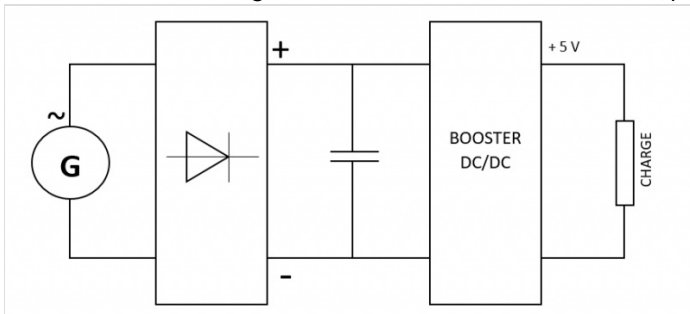 +
+ 5 V
~
G
BOOSTER
DC/DC
CHARGE
-